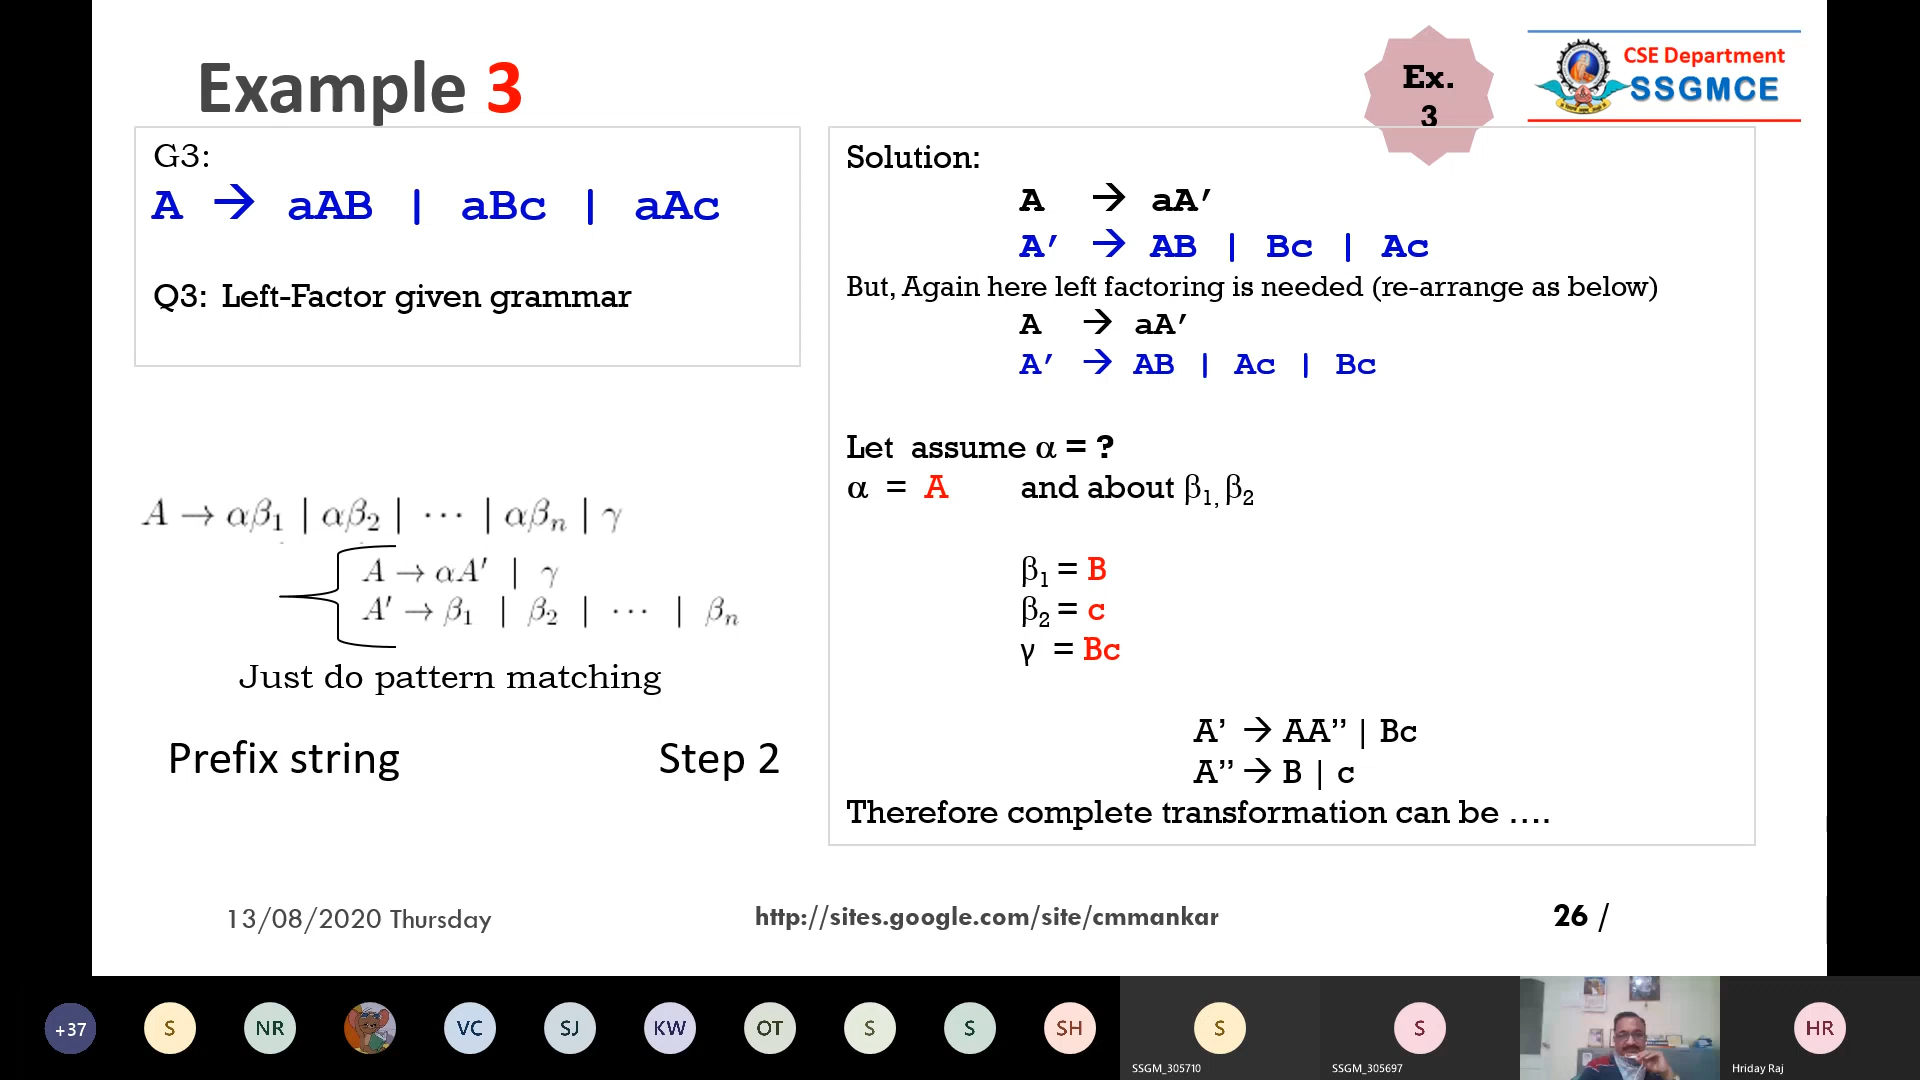 Example 3
Ex.
3
CSE Department
SSGMCE
G3:
A → aAB | aBc | aAc
Q3: Left-Factor given grammar
A → αβ₁ | αβ₂ | ⋯ | αβₙ | γ
A → αA′ | γ
A′ → β₁ | β₂ | ⋯ | βₙ
Just do pattern matching
Prefix string
Step 2
Solution:
A → aA′
A′ → AB | Bc | Ac
But, Again here left factoring is needed (re-arrange as below)
A → aA′
A′ → AB | Ac | Bc
Let assume α = ?
α = A and about β₁, β₂
β₁ = B
β₂ = c
γ = Bc
A’ → AA” | Bc
A” → B | c
Therefore complete transformation can be ....
13/08/2020 Thursday
http://sites.google.com/site/cmmankar
26 /
+37
S
NR
VC
SJ
KW
OT
S
S
SH
S
SSGM_305710
S
SSGM_305697
HR
Hriday Raj